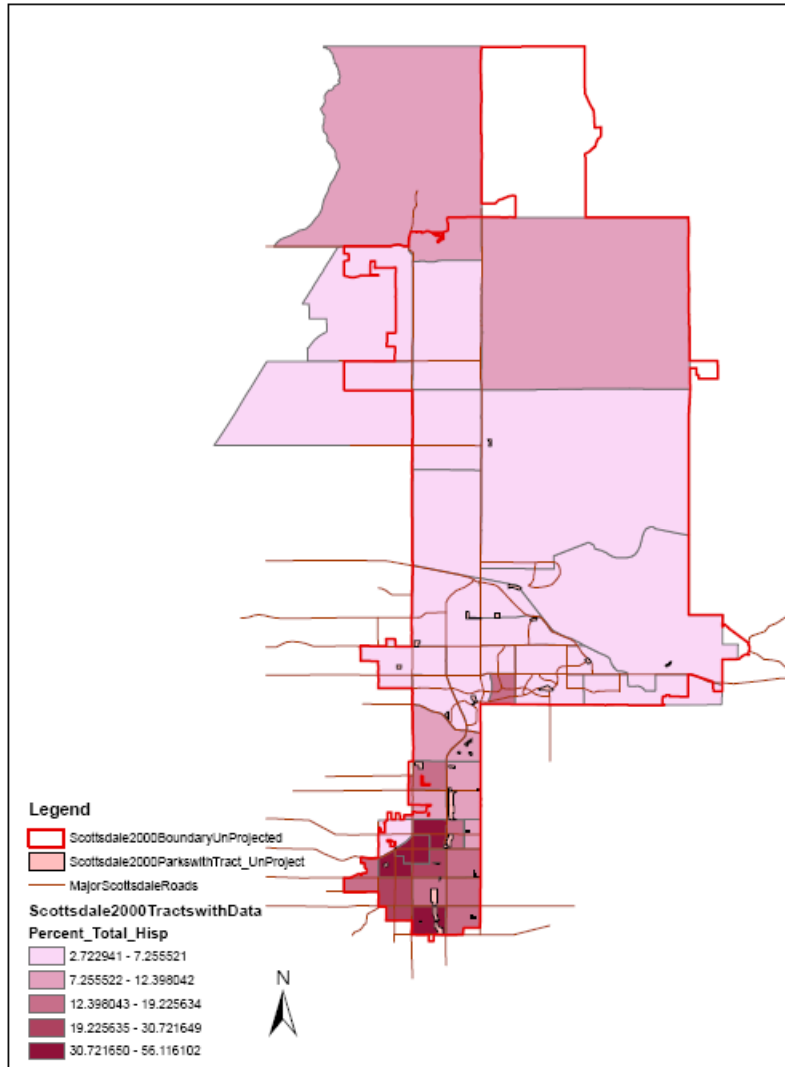 Legend
Scottsdale2000BoundaryUnProjected
Scottsdale2000ParkswithTract_UnProject
MajorScottsdaleRoads
Scottsdale2000TractswithData
Percent_Total_Hisp
2.722941 - 7.255521
7.255522 - 12.398042
12.398043 - 19.225634
19.225635 - 30.721649
30.721650 - 56.116102
N